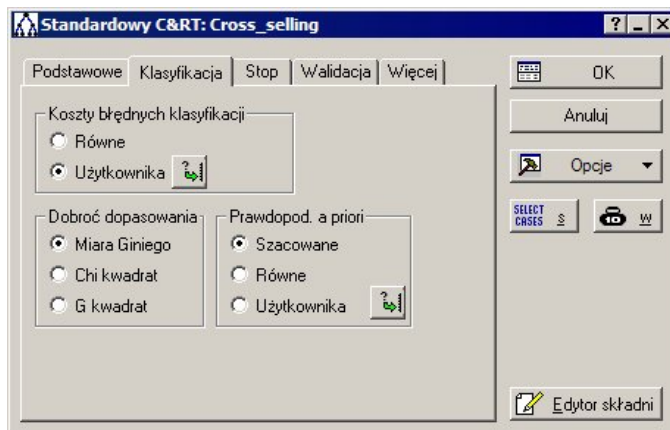 Standardowy C&RT: Cross_selling
Podstawowe Klasyfikacja Stop Walidacja Więcej
Koszty błędnych klasyfikacji
Równe
Użytkownika
Dobroć dopasowania
Miara Giniego
Chi kwadrat
G kwadrat
Prawdopod. a priori
Szacowane
Równe
Użytkownika
OK
Anuluj
Opcje
SELECT CASES S
W
Edytor składni